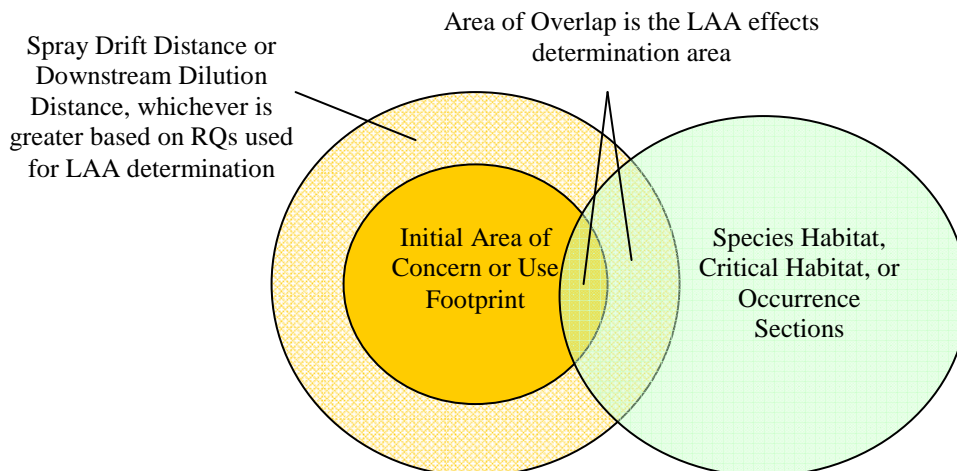 Spray Drift Distance or
Downstream Dilution
Distance, whichever is
greater based on RQs used
for LAA determination
Area of Overlap is the LAA effects
determination area
Initial Area of
Concern or Use
Footprint
Species Habitat,
Critical Habitat, or
Occurrence
Sections